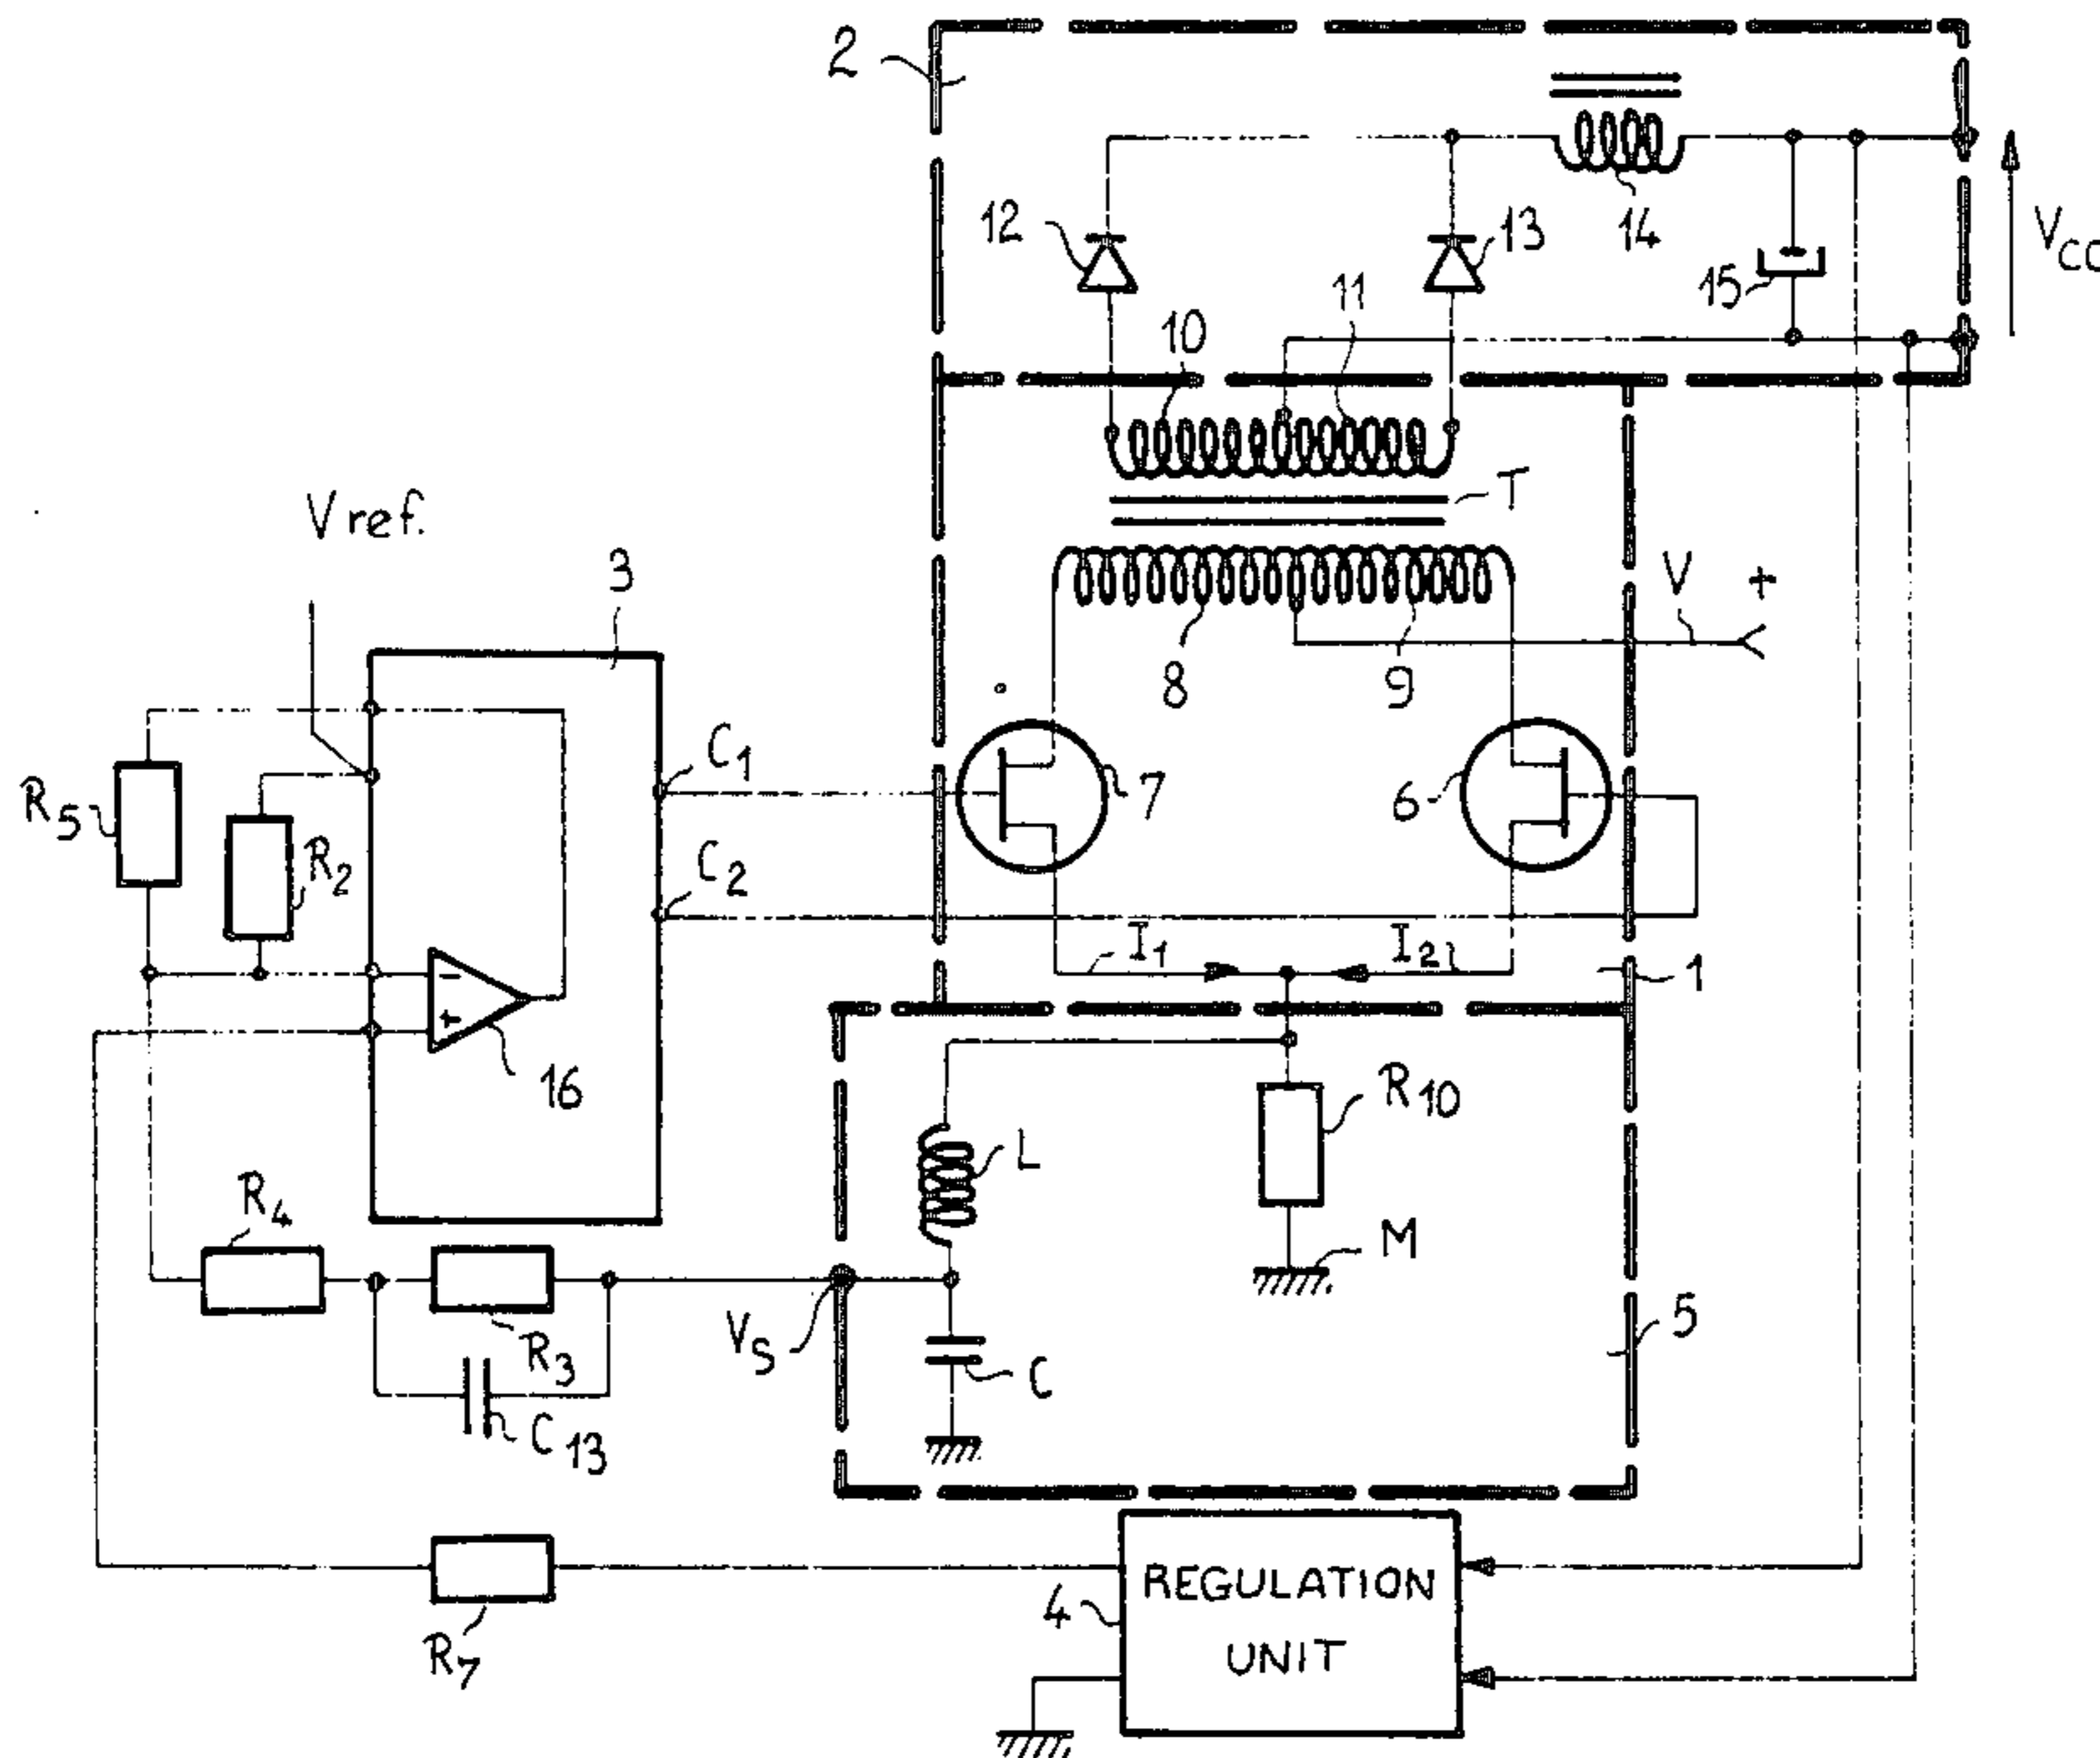 2
12
13
14
15
VCC
10
11
T
V ref.
3
V +
8
9
C1
7
6
R5
R2
C2
I1
I2
1
−
+
16
R10
L
R4
M
VS
R3
5
C
C13
R7
4
REGULATION
UNIT